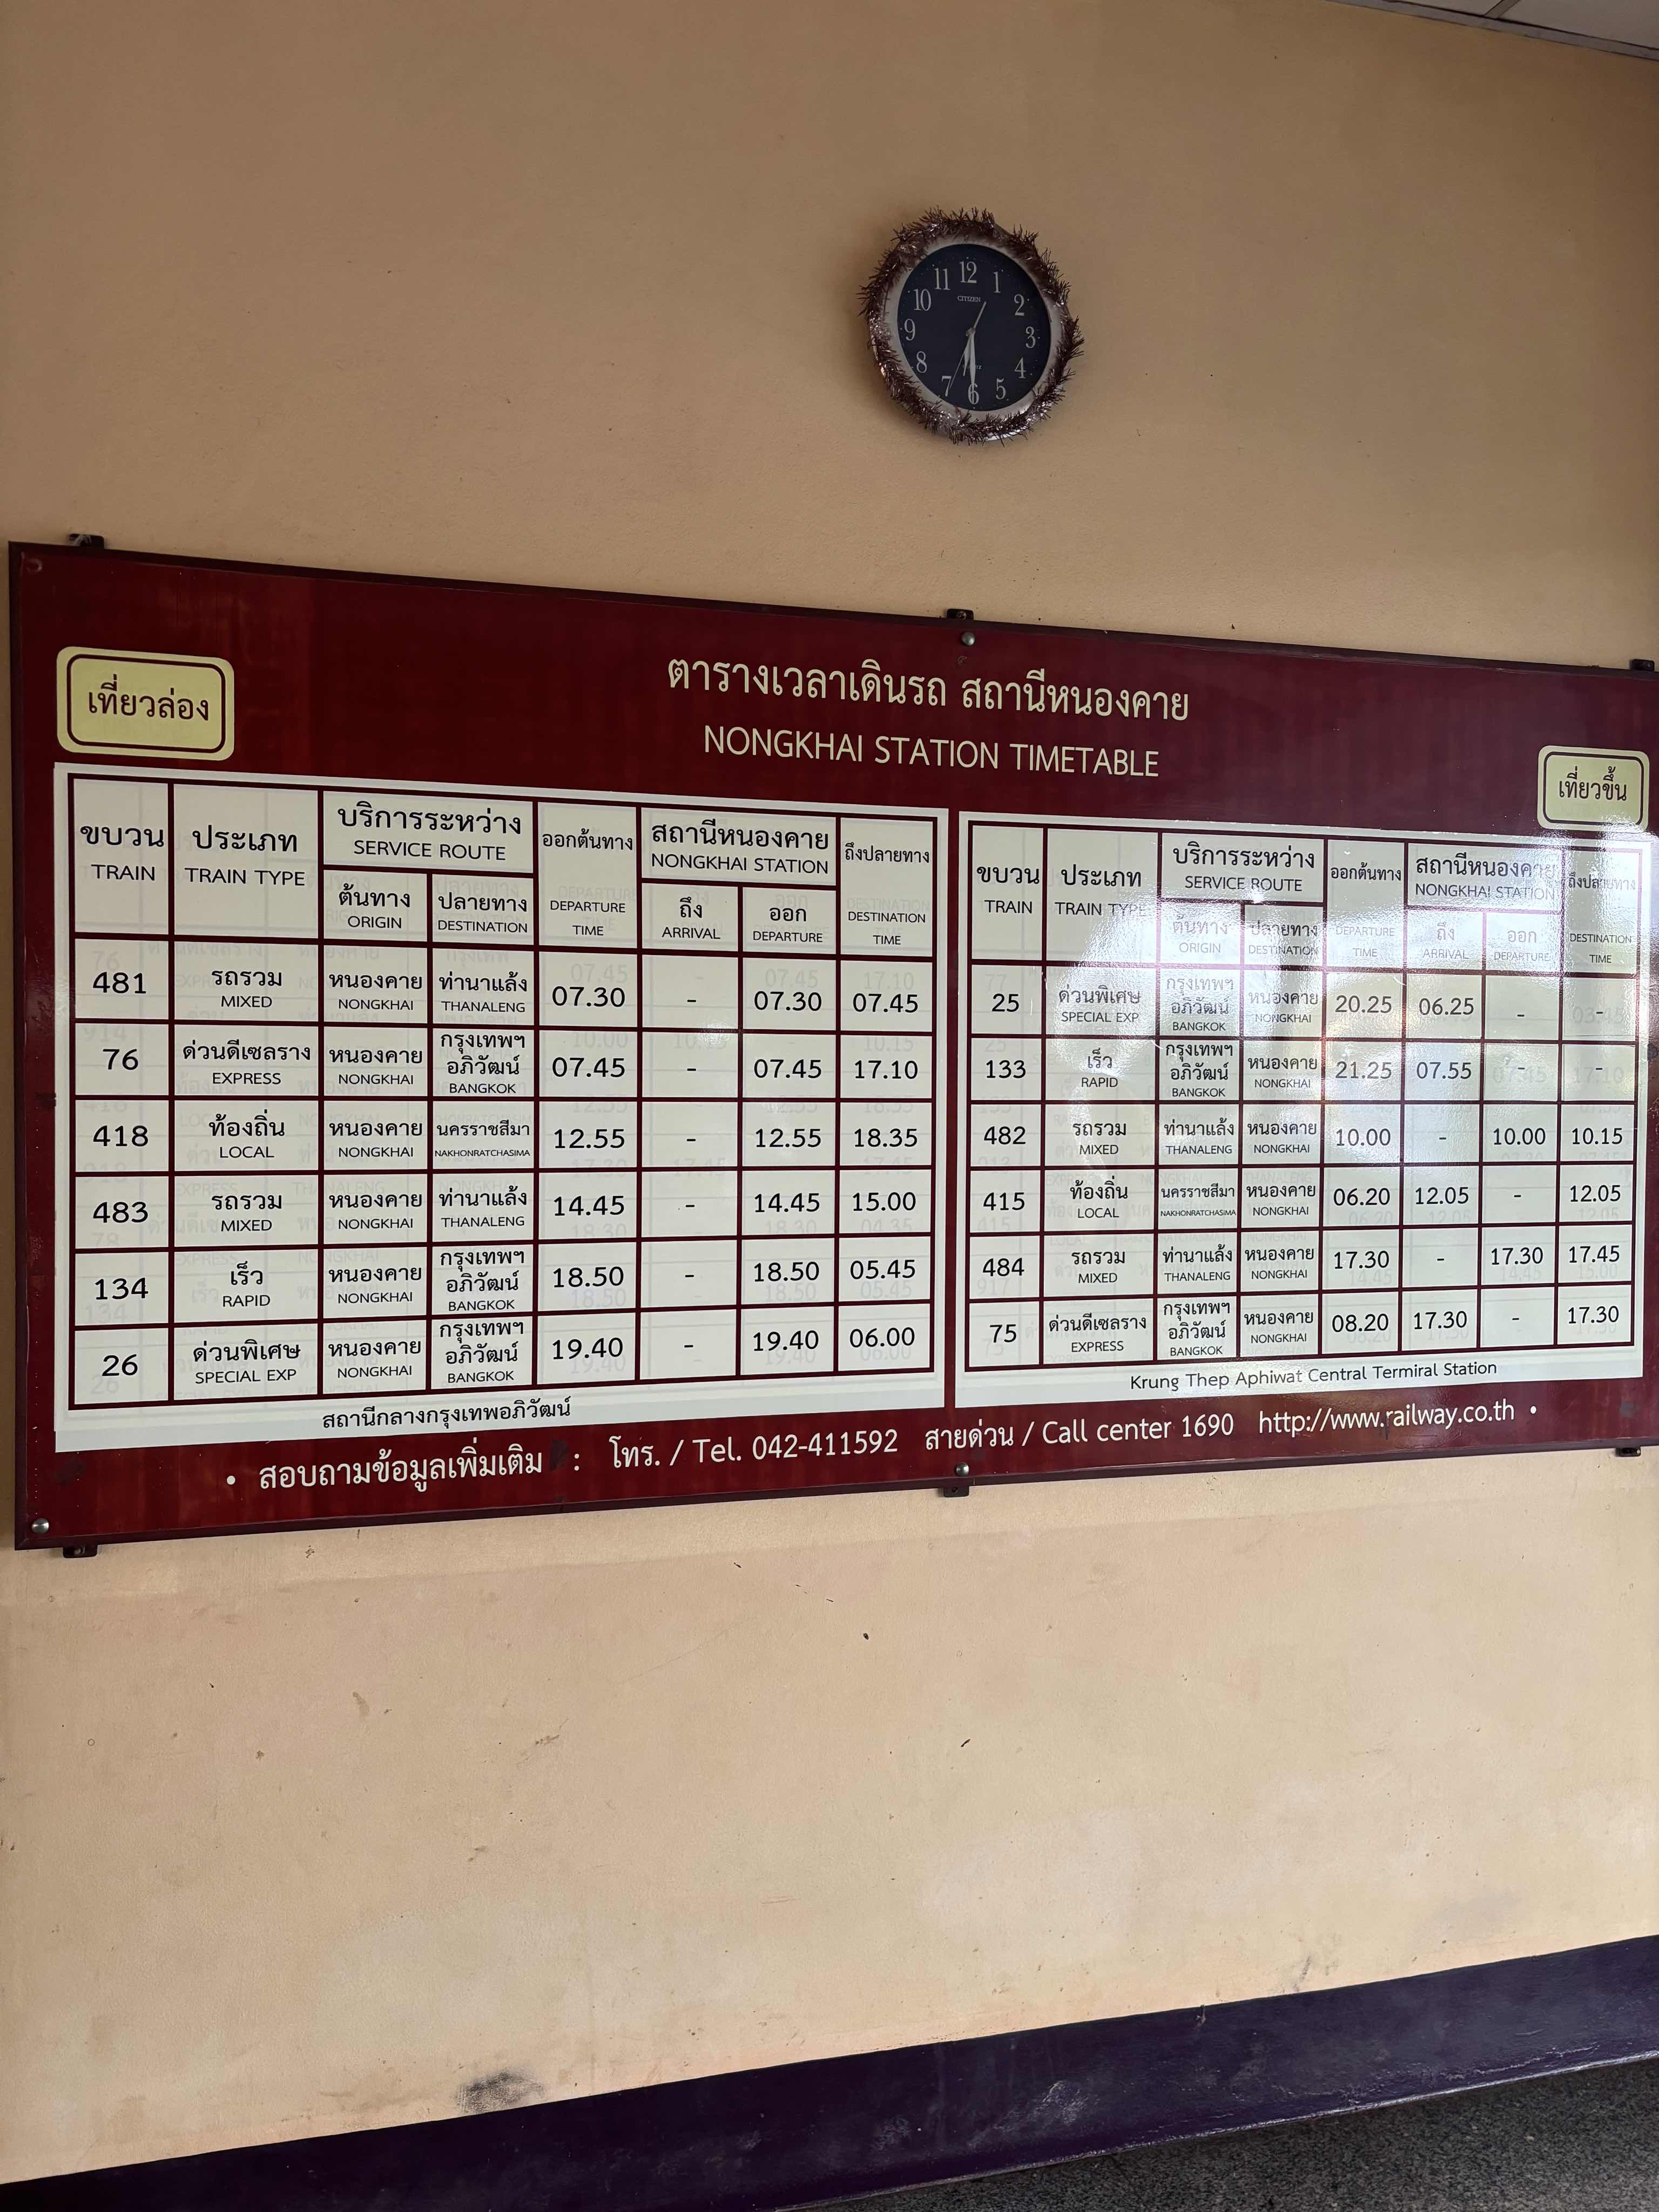 11 12 1
10 CITIZEN 2
9 3
8 4
7 6 5
เที่ยวล่อง
ตารางเวลาเดินรถ สถานีหนองคาย
NONGKHAI STATION TIMETABLE
เที่ยวขึ้น
ขบวน ประเภท บริการระหว่าง ออกต้นทาง สถานีหนองคาย ถึงปลายทาง
TRAIN TRAIN TYPE SERVICE ROUTE DEPARTURE TIME NONGKHAI STATION DESTINATION TIME
ต้นทาง ปลายทาง ถึง ออก
ORIGIN DESTINATION ARRIVAL DEPARTURE
481 รถรวม หนองคาย ท่านาแล้ง 07.30 - 07.30 07.45
MIXED NONGKHAI THANALENG
76 ด่วนดีเซลราง หนองคาย กรุงเทพฯ อภิวัฒน์ 07.45 - 07.45 17.10
EXPRESS NONGKHAI BANGKOK
418 ท้องถิ่น หนองคาย นครราชสีมา 12.55 - 12.55 18.35
LOCAL NONGKHAI NAKHONRATCHASIMA
483 รถรวม หนองคาย ท่านาแล้ง 14.45 - 14.45 15.00
MIXED NONGKHAI THANALENG
134 เร็ว หนองคาย กรุงเทพฯ อภิวัฒน์ 18.50 - 18.50 05.45
RAPID NONGKHAI BANGKOK
26 ด่วนพิเศษ หนองคาย กรุงเทพฯ อภิวัฒน์ 19.40 - 19.40 06.00
SPECIAL EXP NONGKHAI BANGKOK
สถานีกลางกรุงเทพอภิวัฒน์
ขบวน ประเภท บริการระหว่าง ออกต้นทาง สถานีหนองคาย ถึงปลายทาง
TRAIN TRAIN TYPE SERVICE ROUTE DEPARTURE TIME NONGKHAI STATION DESTINATION TIME
ต้นทาง ปลายทาง ถึง ออก
ORIGIN DESTINATION ARRIVAL DEPARTURE
25 ด่วนพิเศษ กรุงเทพฯ อภิวัฒน์ หนองคาย 20.25 06.25 - -
SPECIAL EXP BANGKOK NONGKHAI
133 เร็ว กรุงเทพฯ อภิวัฒน์ หนองคาย 21.25 07.55 - -
RAPID BANGKOK NONGKHAI
482 รถรวม ท่านาแล้ง หนองคาย 10.00 - 10.00 10.15
MIXED THANALENG NONGKHAI
415 ท้องถิ่น นครราชสีมา หนองคาย 06.20 12.05 - 12.05
LOCAL NAKHONRATCHASIMA NONGKHAI
484 รถรวม ท่านาแล้ง หนองคาย 17.30 - 17.30 17.45
MIXED THANALENG NONGKHAI
75 ด่วนดีเซลราง กรุงเทพฯ อภิวัฒน์ หนองคาย 08.20 17.30 - 17.30
EXPRESS BANGKOK NONGKHAI
Krung Thep Aphiwat Central Termiral Station
• สอบถามข้อมูลเพิ่มเติม : โทร. / Tel. 042-411592 สายด่วน / Call center 1690 http://www.railway.co.th •